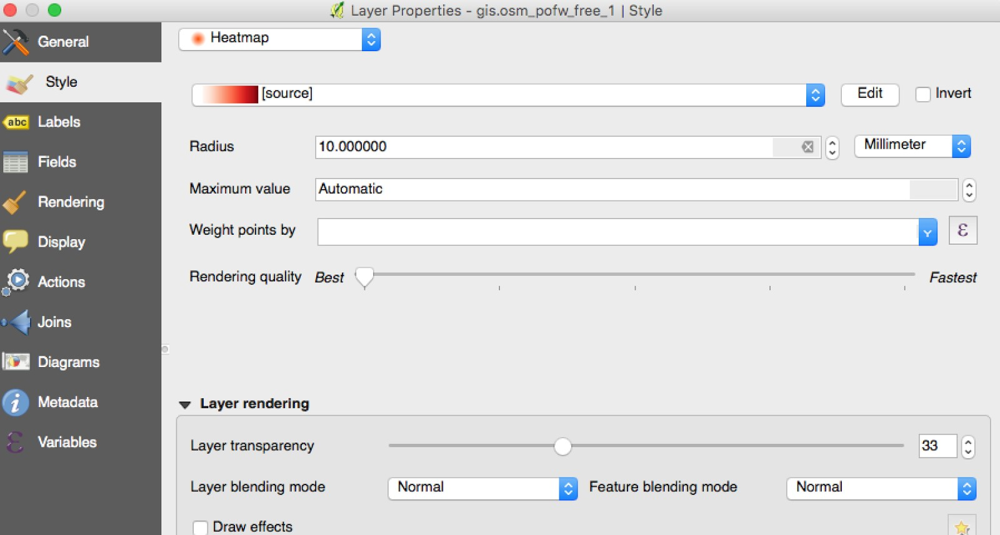 Layer Properties - gis.osm_pofw_free_1 | Style
General
Style
abc Labels
Fields
Rendering
Display
Actions
Joins
Diagrams
i Metadata
ε Variables
Heatmap
[source] Edit Invert
Radius 10.000000 Millimeter
Maximum value Automatic
Weight points by ε
Rendering quality Best Fastest
Layer rendering
Layer transparency 33
Layer blending mode Normal Feature blending mode Normal
Draw effects